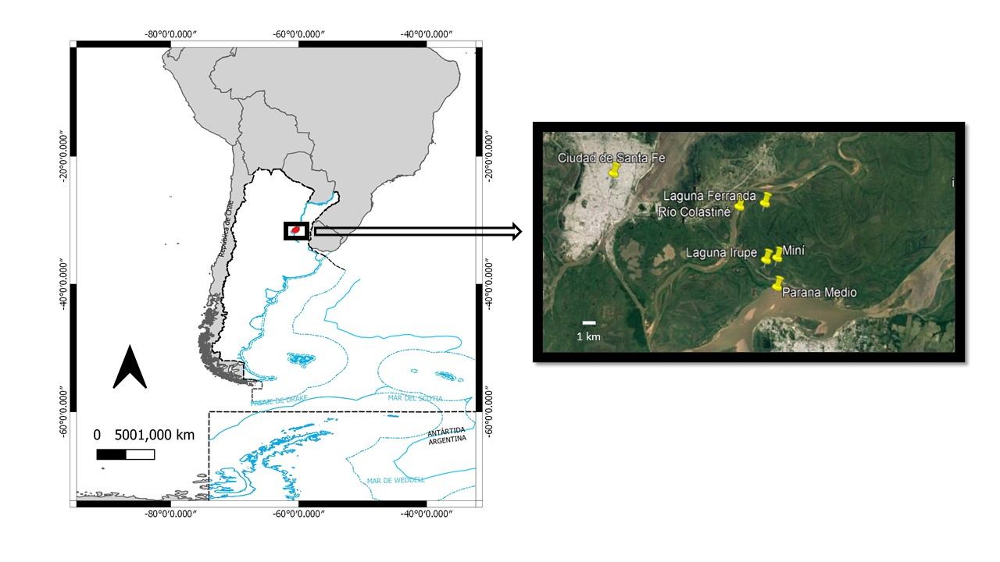 -80°0′0.000″
-60°0′0.000″
-40°0′0.000″
-20°0′0.000″
-20°0′0.000″
República de Chile
-40°0′0.000″
-40°0′0.000″
PASAJE DE DRAKE
MAR DEL SCOTIA
-60°0′0.000″
-60°0′0.000″
ANTÁRTIDA
ARGENTINA
0 5001,000 km
MAR DE WEDDELL
-80°0′0.000″
-60°0′0.000″
-40°0′0.000″
Ciudad de Santa Fe
i
Laguna Ferranda
Río Colastiné
Laguna Irupe
Miní
Parana Medio
1 km